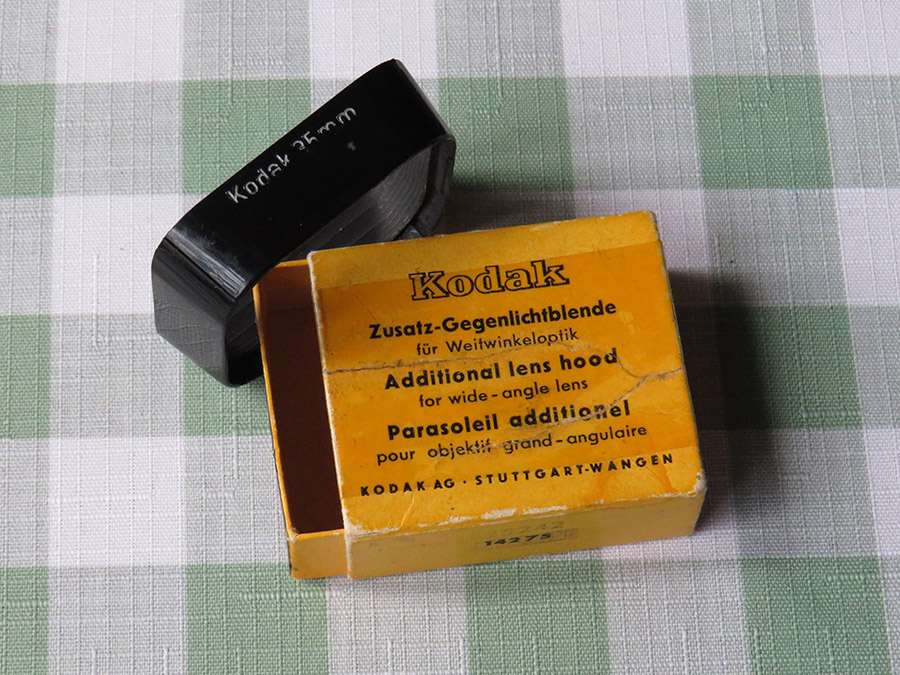 Kodak 35mm
Kodak
Zusatz-Gegenlichtblende
für Weitwinkeloptik
Additional lens hood
for wide-angle lens
Parasoleil additionel
pour objektif grand-angulaire
KODAK AG · STUTTGART-WANGEN
14275